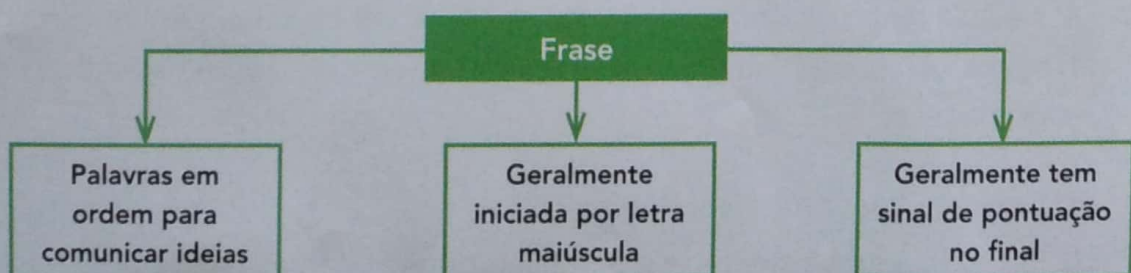 Frase
Palavras em
ordem para
comunicar ideias
Geralmente
iniciada por letra
maiúscula
Geralmente tem
sinal de pontuação
no final